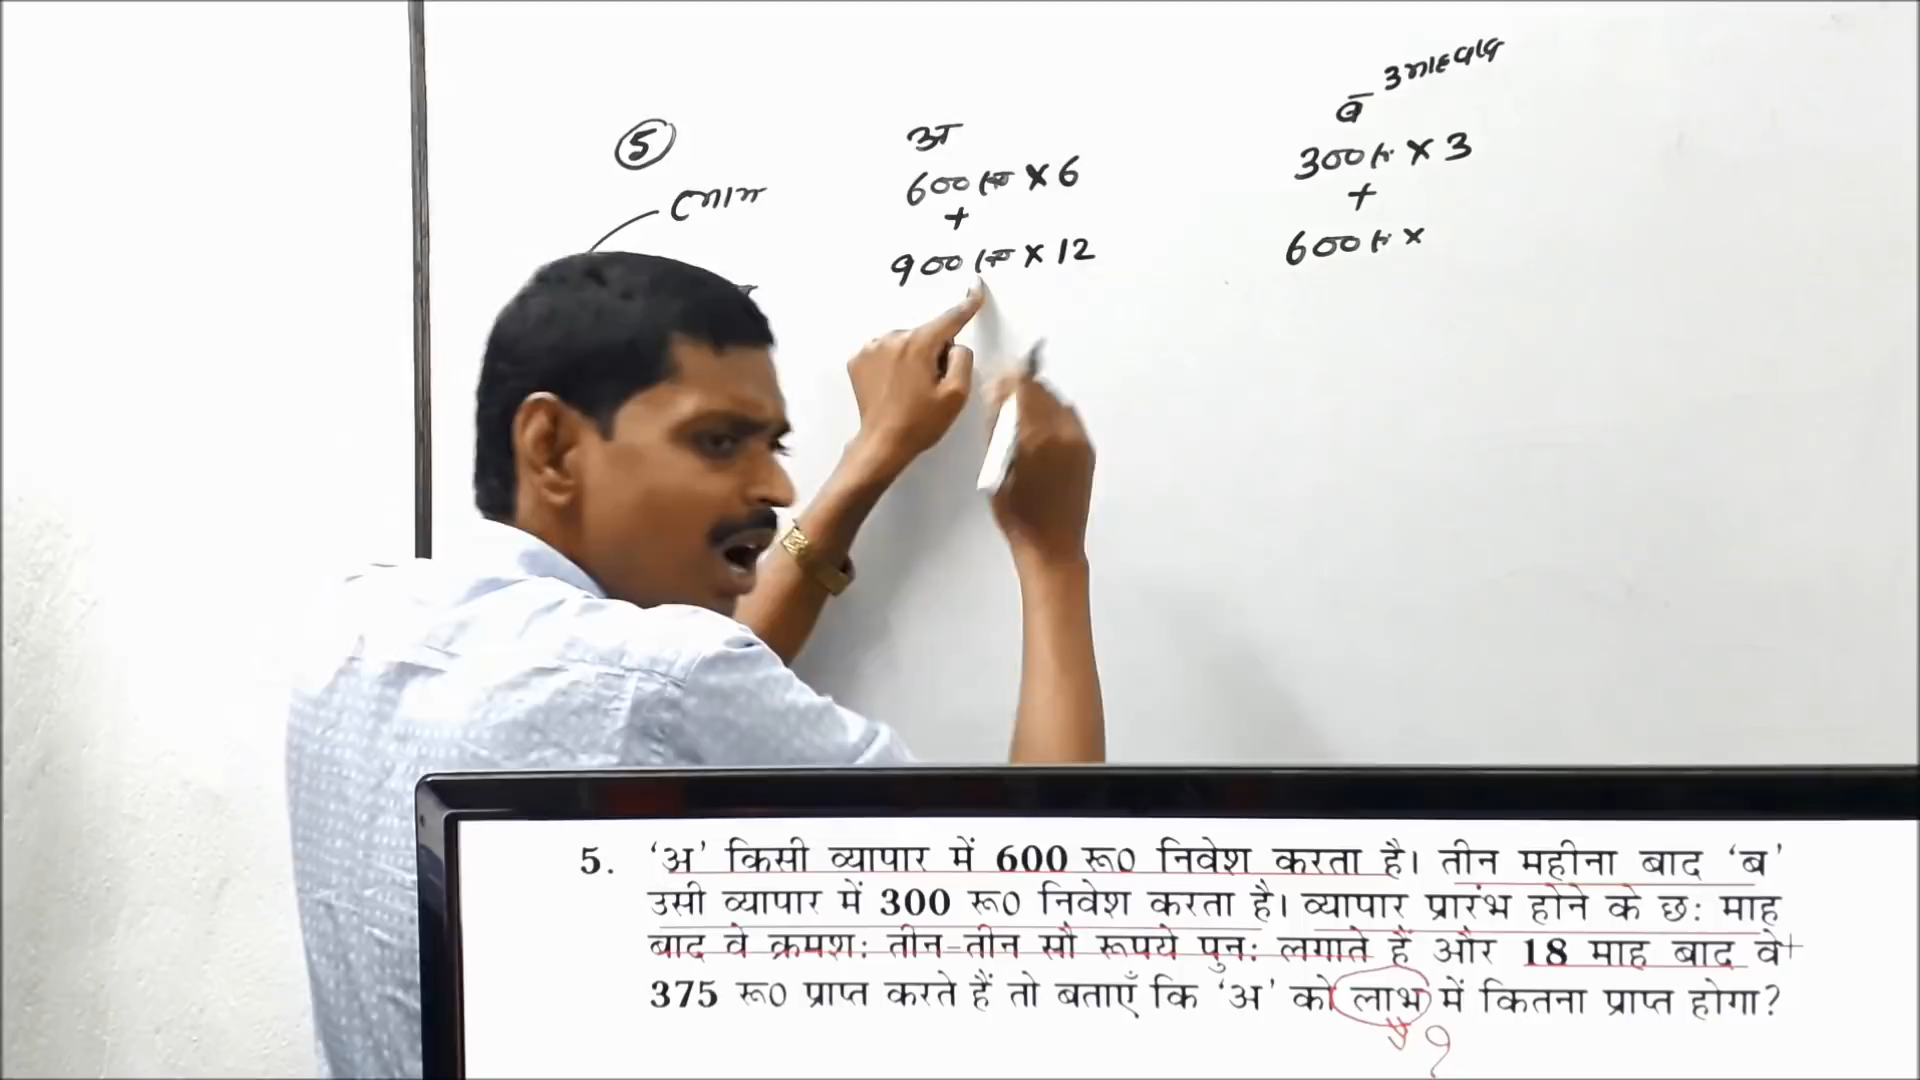 5
अ
600 रु × 6
+
900 रु × 12
ब 3 माह बाद
300 रु × 3
+
600 रु ×
5. ‘अ’ किसी व्यापार में 600 रू0 निवेश करता है। तीन महीना बाद ‘ब’
उसी व्यापार में 300 रू0 निवेश करता है। व्यापार प्रारंभ होने के छः माह
बाद वे क्रमशः तीन-तीन सौ रूपये पुनः लगाते हैं और 18 माह बाद वे
375 रू0 प्राप्त करते हैं तो बताएँ कि ‘अ’ को लाभ में कितना प्राप्त होगा?